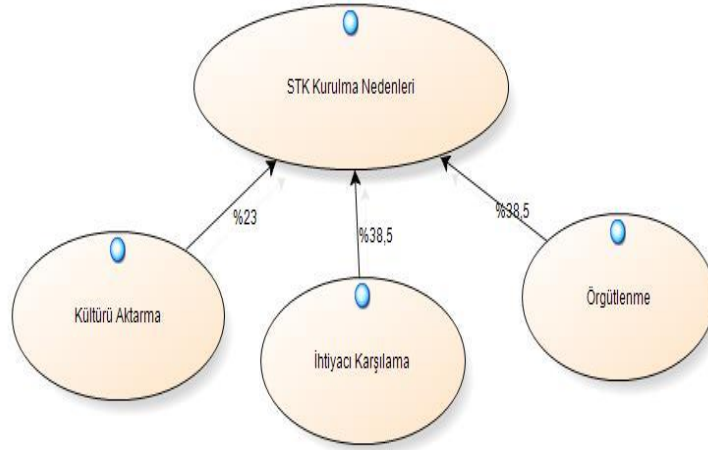 STK Kurulma Nedenleri
%23
%38,5
%38,5
Kültürü Aktarma
İhtiyacı Karşılama
Örgütlenme